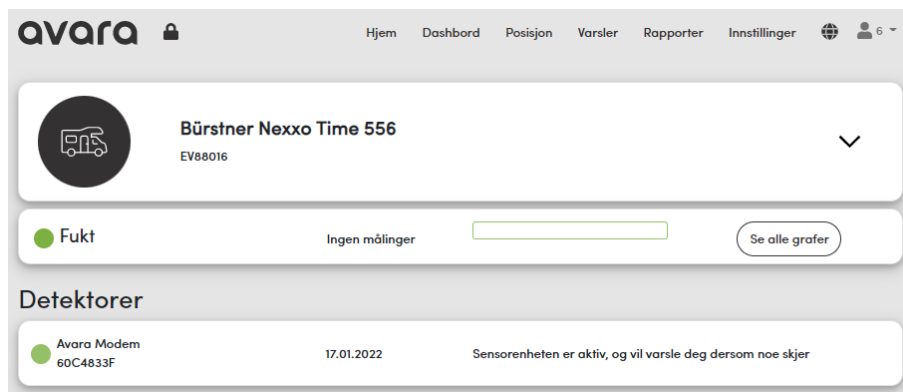 avara
Hjem Dashbord Posisjon Varsler Rapporter Innstillinger 6
Bürstner Nexxo Time 556
EV88016
Fukt Ingen målinger Se alle grafer
Detektorer
Avara Modem
60C4833F 17.01.2022 Sensorenheten er aktiv, og vil varsle deg dersom noe skjer